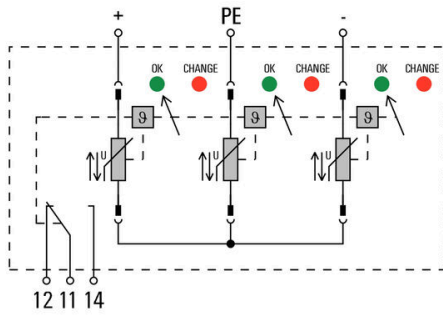 + PE -
OK CHANGE OK CHANGE OK CHANGE
ϑ ϑ ϑ
U U U
12 11 14